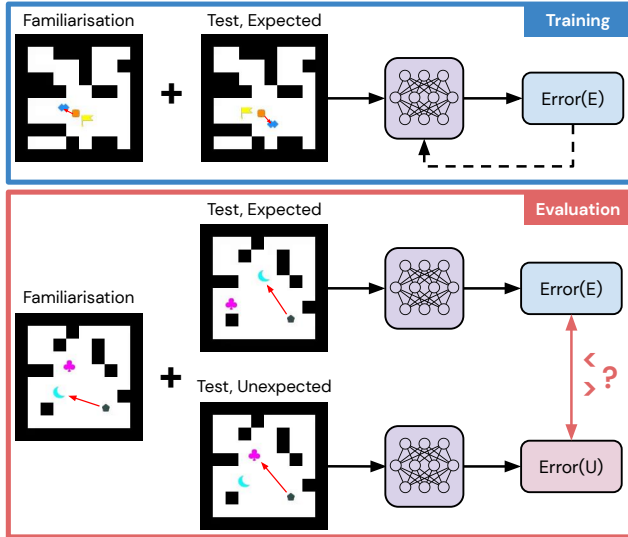 Familiarisation
Test, Expected
Training
+
Error(E)
Evaluation
Test, Expected
Familiarisation
Error(E)
+
< > ?
Test, Unexpected
Error(U)